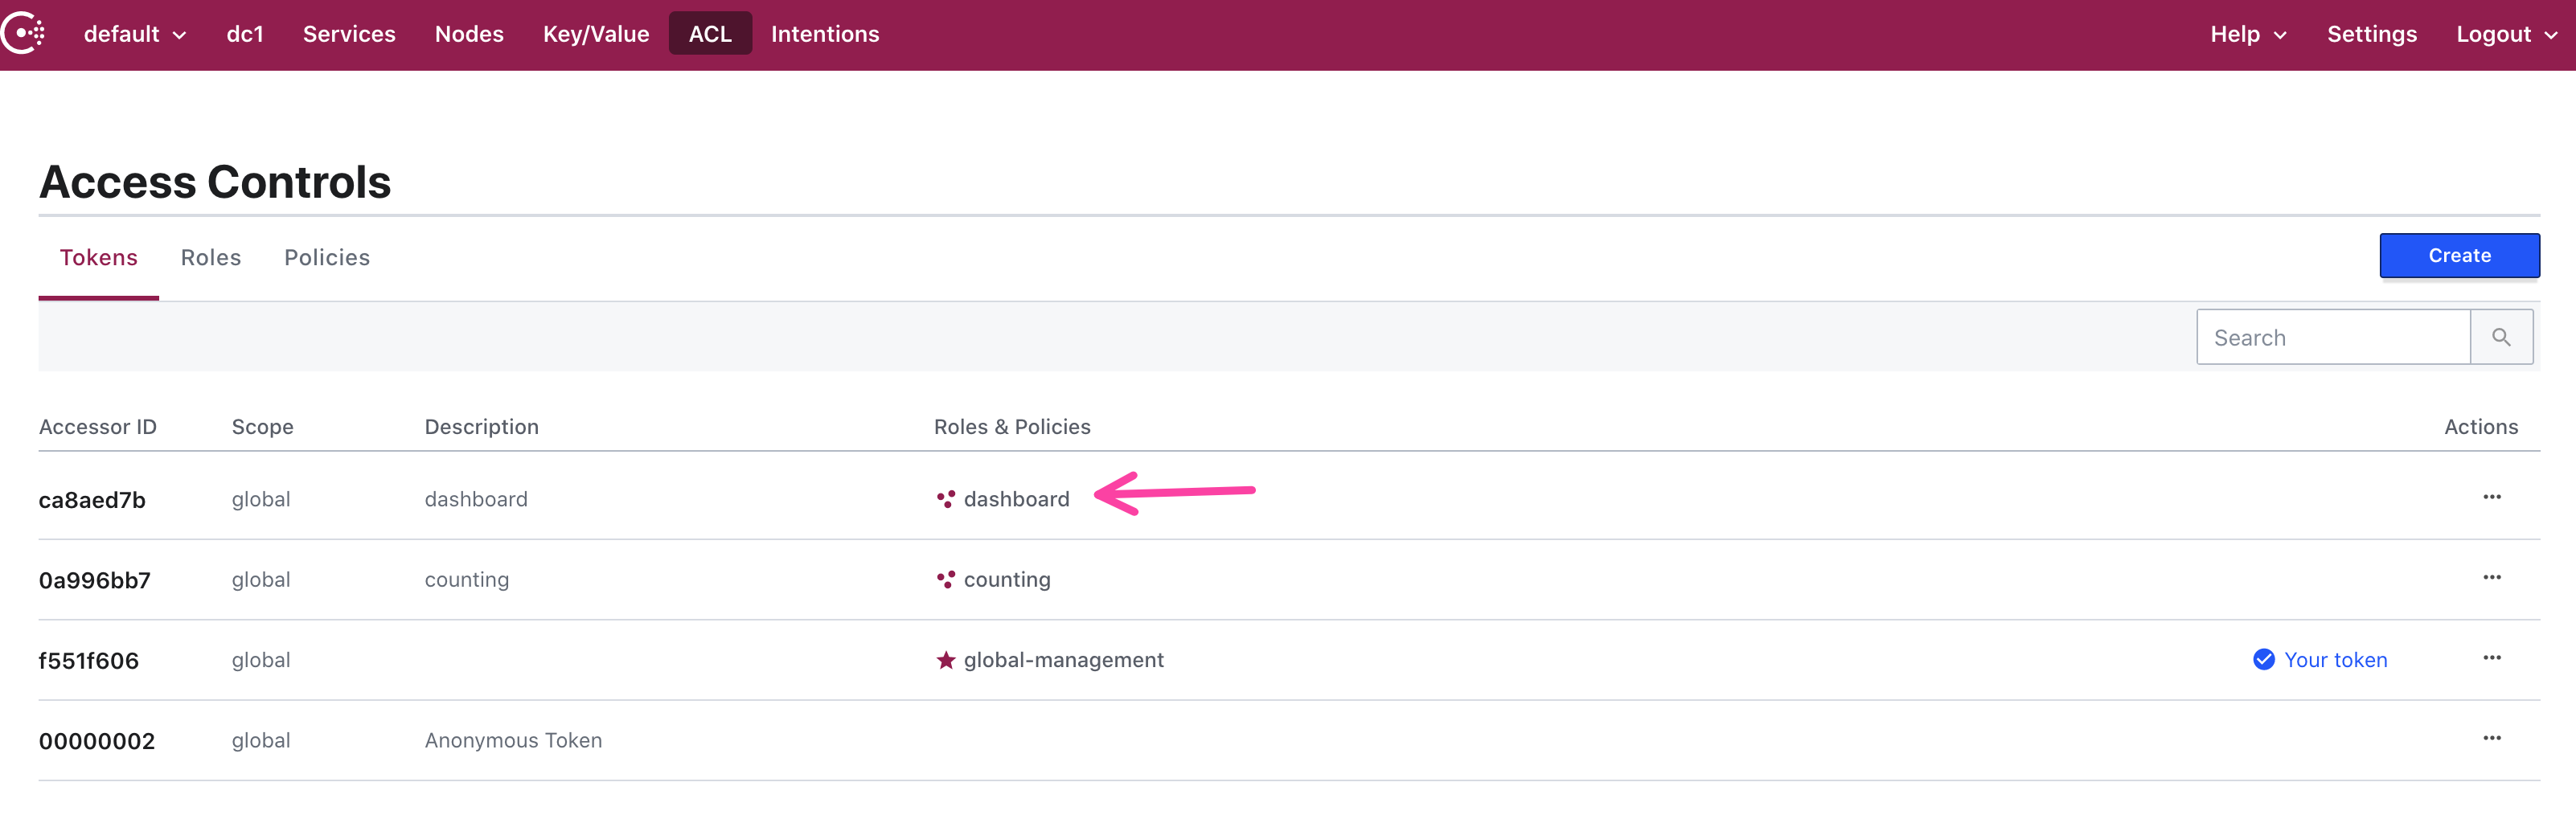 default dc1 Services Nodes Key/Value ACL Intentions Help Settings Logout
Access Controls
Tokens Roles Policies Create
Search
Accessor ID Scope Description Roles & Policies Actions
ca8aed7b global dashboard dashboard ...
0a996bb7 global counting counting ...
f551f606 global global-management Your token ...
00000002 global Anonymous Token ...